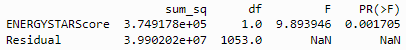 sum_sq df F PR(>F)
ENERGYSTARScore 3.749178e+05 1.0 9.893946 0.001705
Residual 3.990202e+07 1053.0 NaN NaN